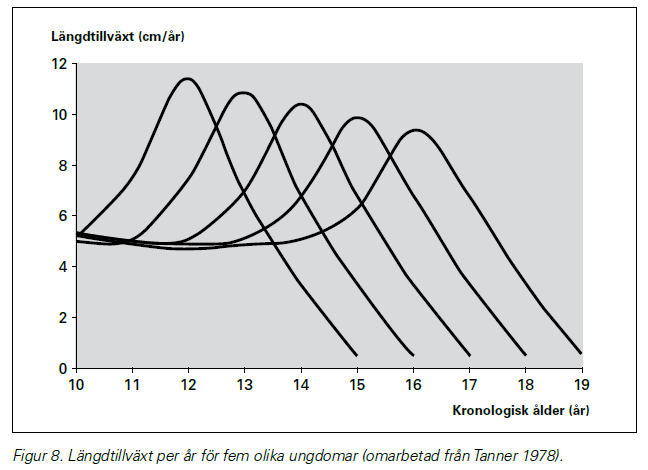 Längdtillväxt (cm/år)
12
10
8
6
4
2
0
10 11 12 13 14 15 16 17 18 19
Kronologisk ålder (år)
Figur 8. Längdtillväxt per år för fem olika ungdomar (omarbetad från Tanner 1978).